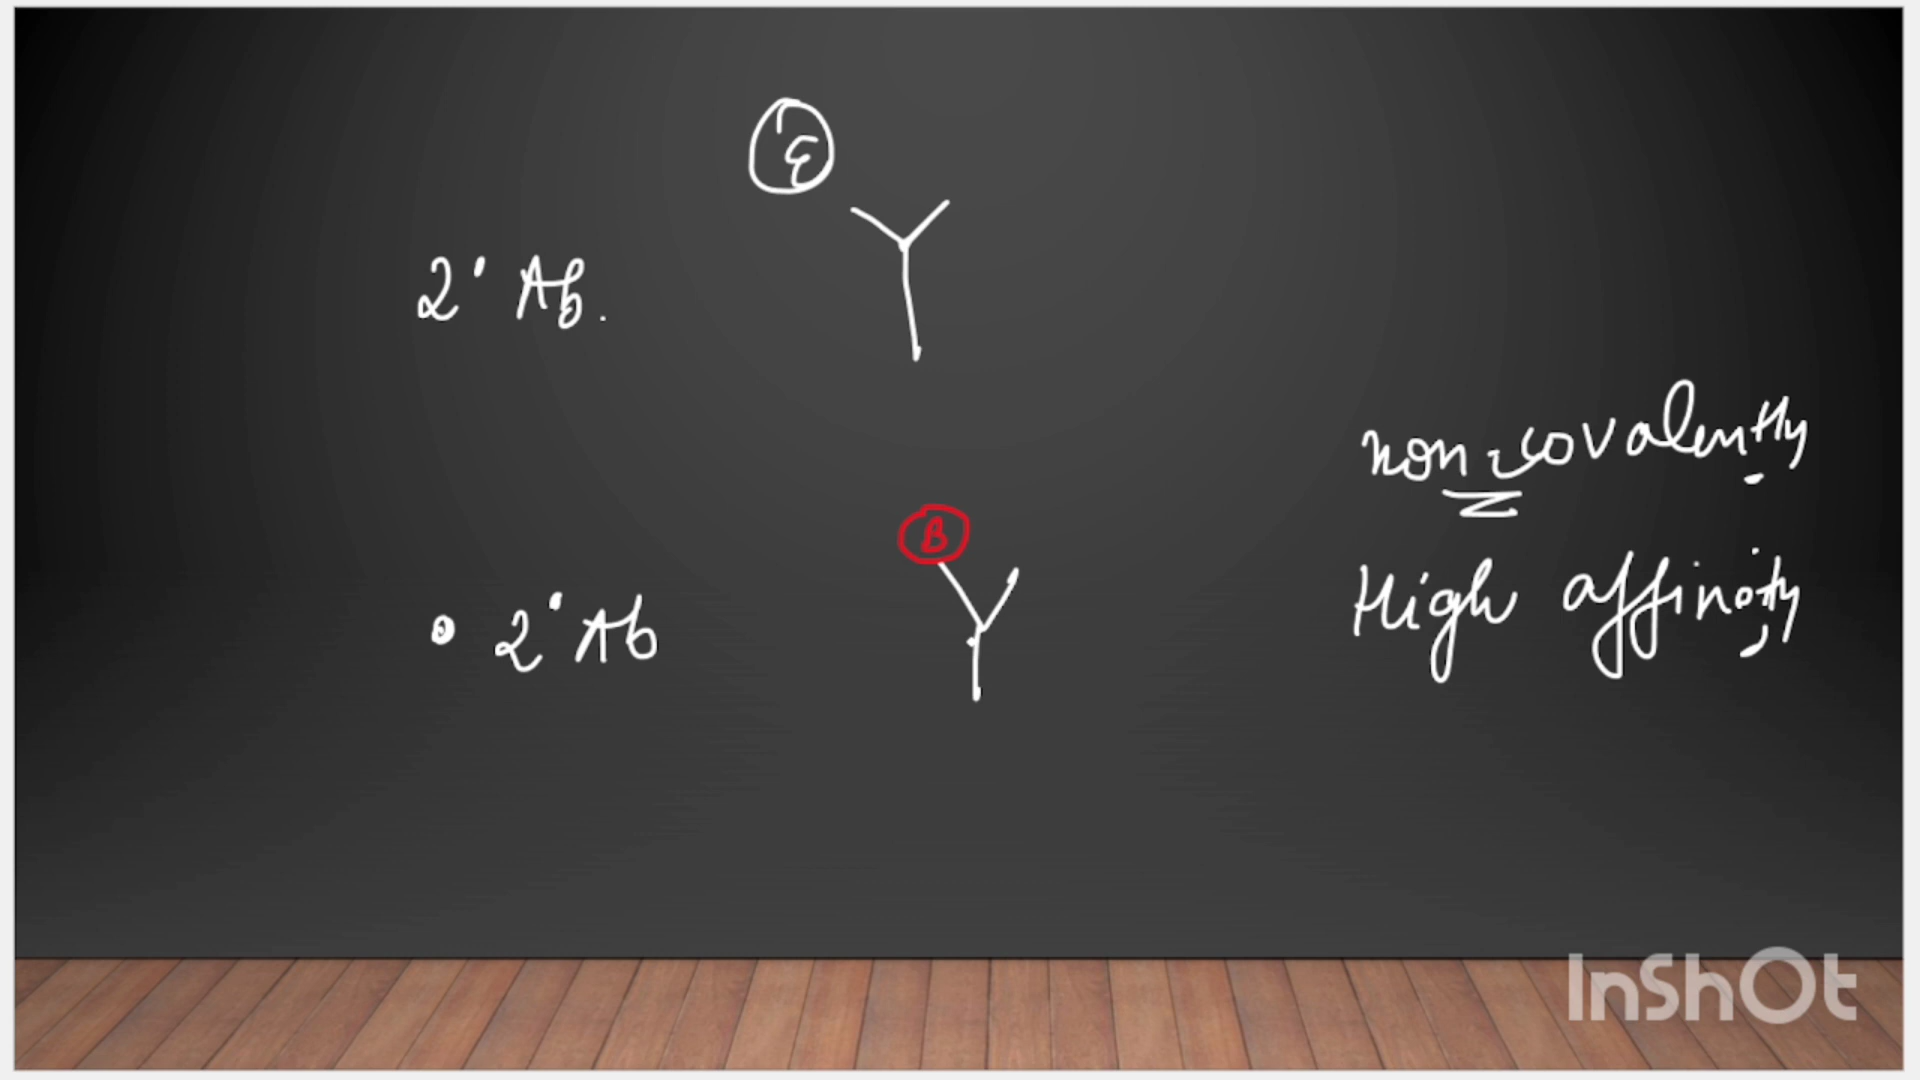 E
2° Ab.
non-covalently
B
High affinity
• 2° Ab
InShOt